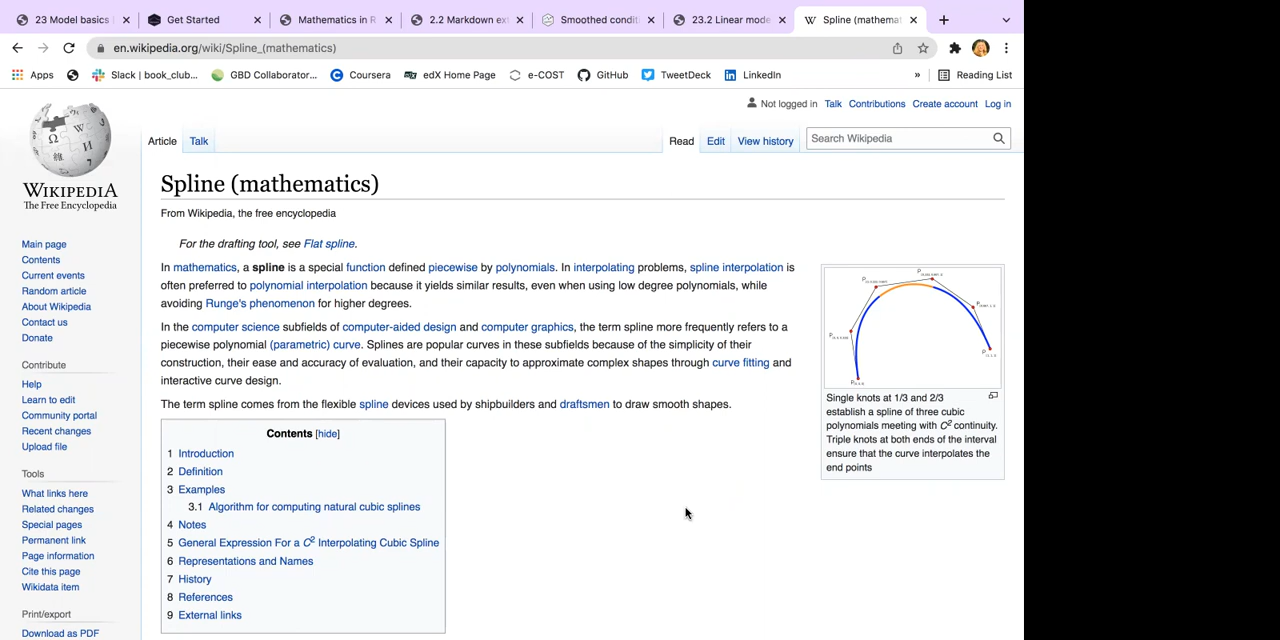 23 Model basics
Get Started
Mathematics in R
2.2 Markdown ex
Smoothed condit
23.2 Linear mode
Spline (mathemat
en.wikipedia.org/wiki/Spline_(mathematics)
Apps
Slack | book_club...
GBD Collaborator...
Coursera
edX Home Page
e-COST
GitHub
TweetDeck
LinkedIn
»
Reading List
Not logged in Talk Contributions Create account Log in
Article Talk
Read Edit View history
Search Wikipedia
WIKIPEDIA
The Free Encyclopedia
Main page
Contents
Current events
Random article
About Wikipedia
Contact us
Donate
Contribute
Help
Learn to edit
Community portal
Recent changes
Upload file
Tools
What links here
Related changes
Special pages
Permanent link
Page information
Cite this page
Wikidata item
Print/export
Download as PDF
Spline (mathematics)
From Wikipedia, the free encyclopedia
For the drafting tool, see Flat spline.
In mathematics, a spline is a special function defined piecewise by polynomials. In interpolating problems, spline interpolation is
often preferred to polynomial interpolation because it yields similar results, even when using low degree polynomials, while
avoiding Runge's phenomenon for higher degrees.
In the computer science subfields of computer-aided design and computer graphics, the term spline more frequently refers to a
piecewise polynomial (parametric) curve. Splines are popular curves in these subfields because of the simplicity of their
construction, their ease and accuracy of evaluation, and their capacity to approximate complex shapes through curve fitting and
interactive curve design.
The term spline comes from the flexible spline devices used by shipbuilders and draftsmen to draw smooth shapes.
Single knots at 1/3 and 2/3
establish a spline of three cubic
polynomials meeting with C² continuity.
Triple knots at both ends of the interval
ensure that the curve interpolates the
end points
Contents [hide]
1 Introduction
2 Definition
3 Examples
3.1 Algorithm for computing natural cubic splines
4 Notes
5 General Expression For a C² Interpolating Cubic Spline
6 Representations and Names
7 History
8 References
9 External links